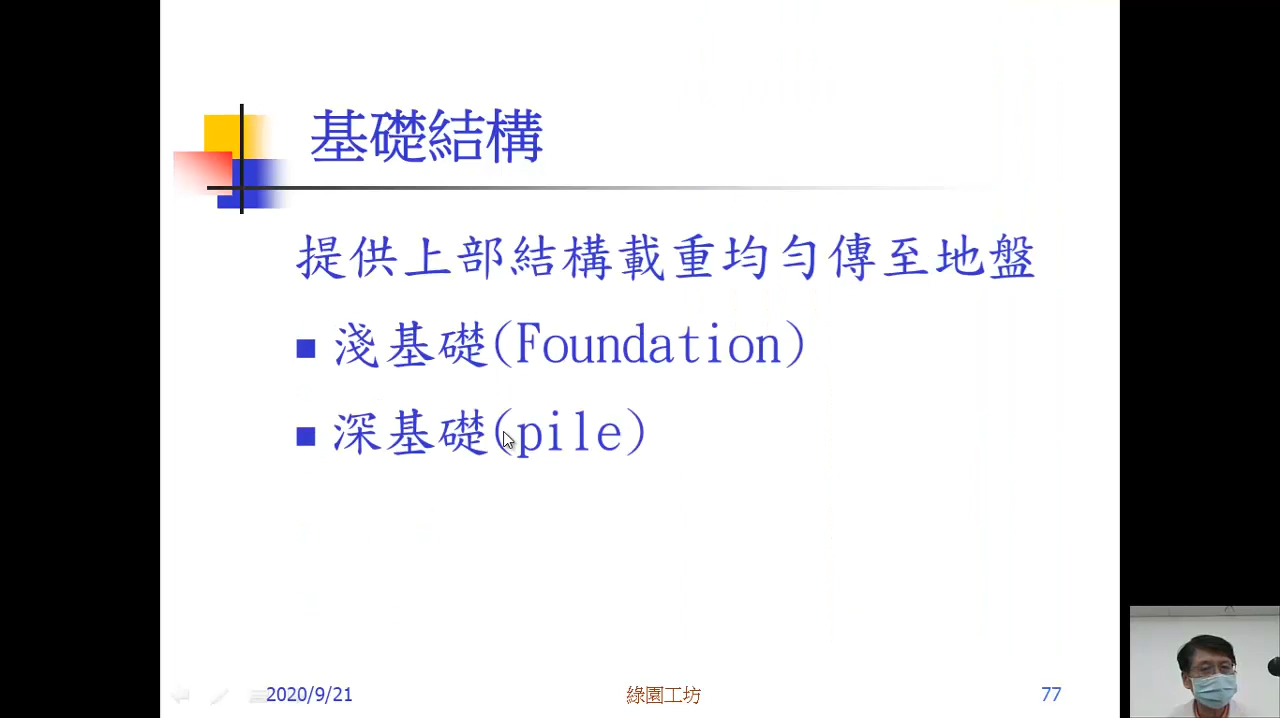 基礎結構
提供上部結構載重均勻傳至地盤
淺基礎(Foundation)
深基礎(pile)
2020/9/21
綠園工坊
77